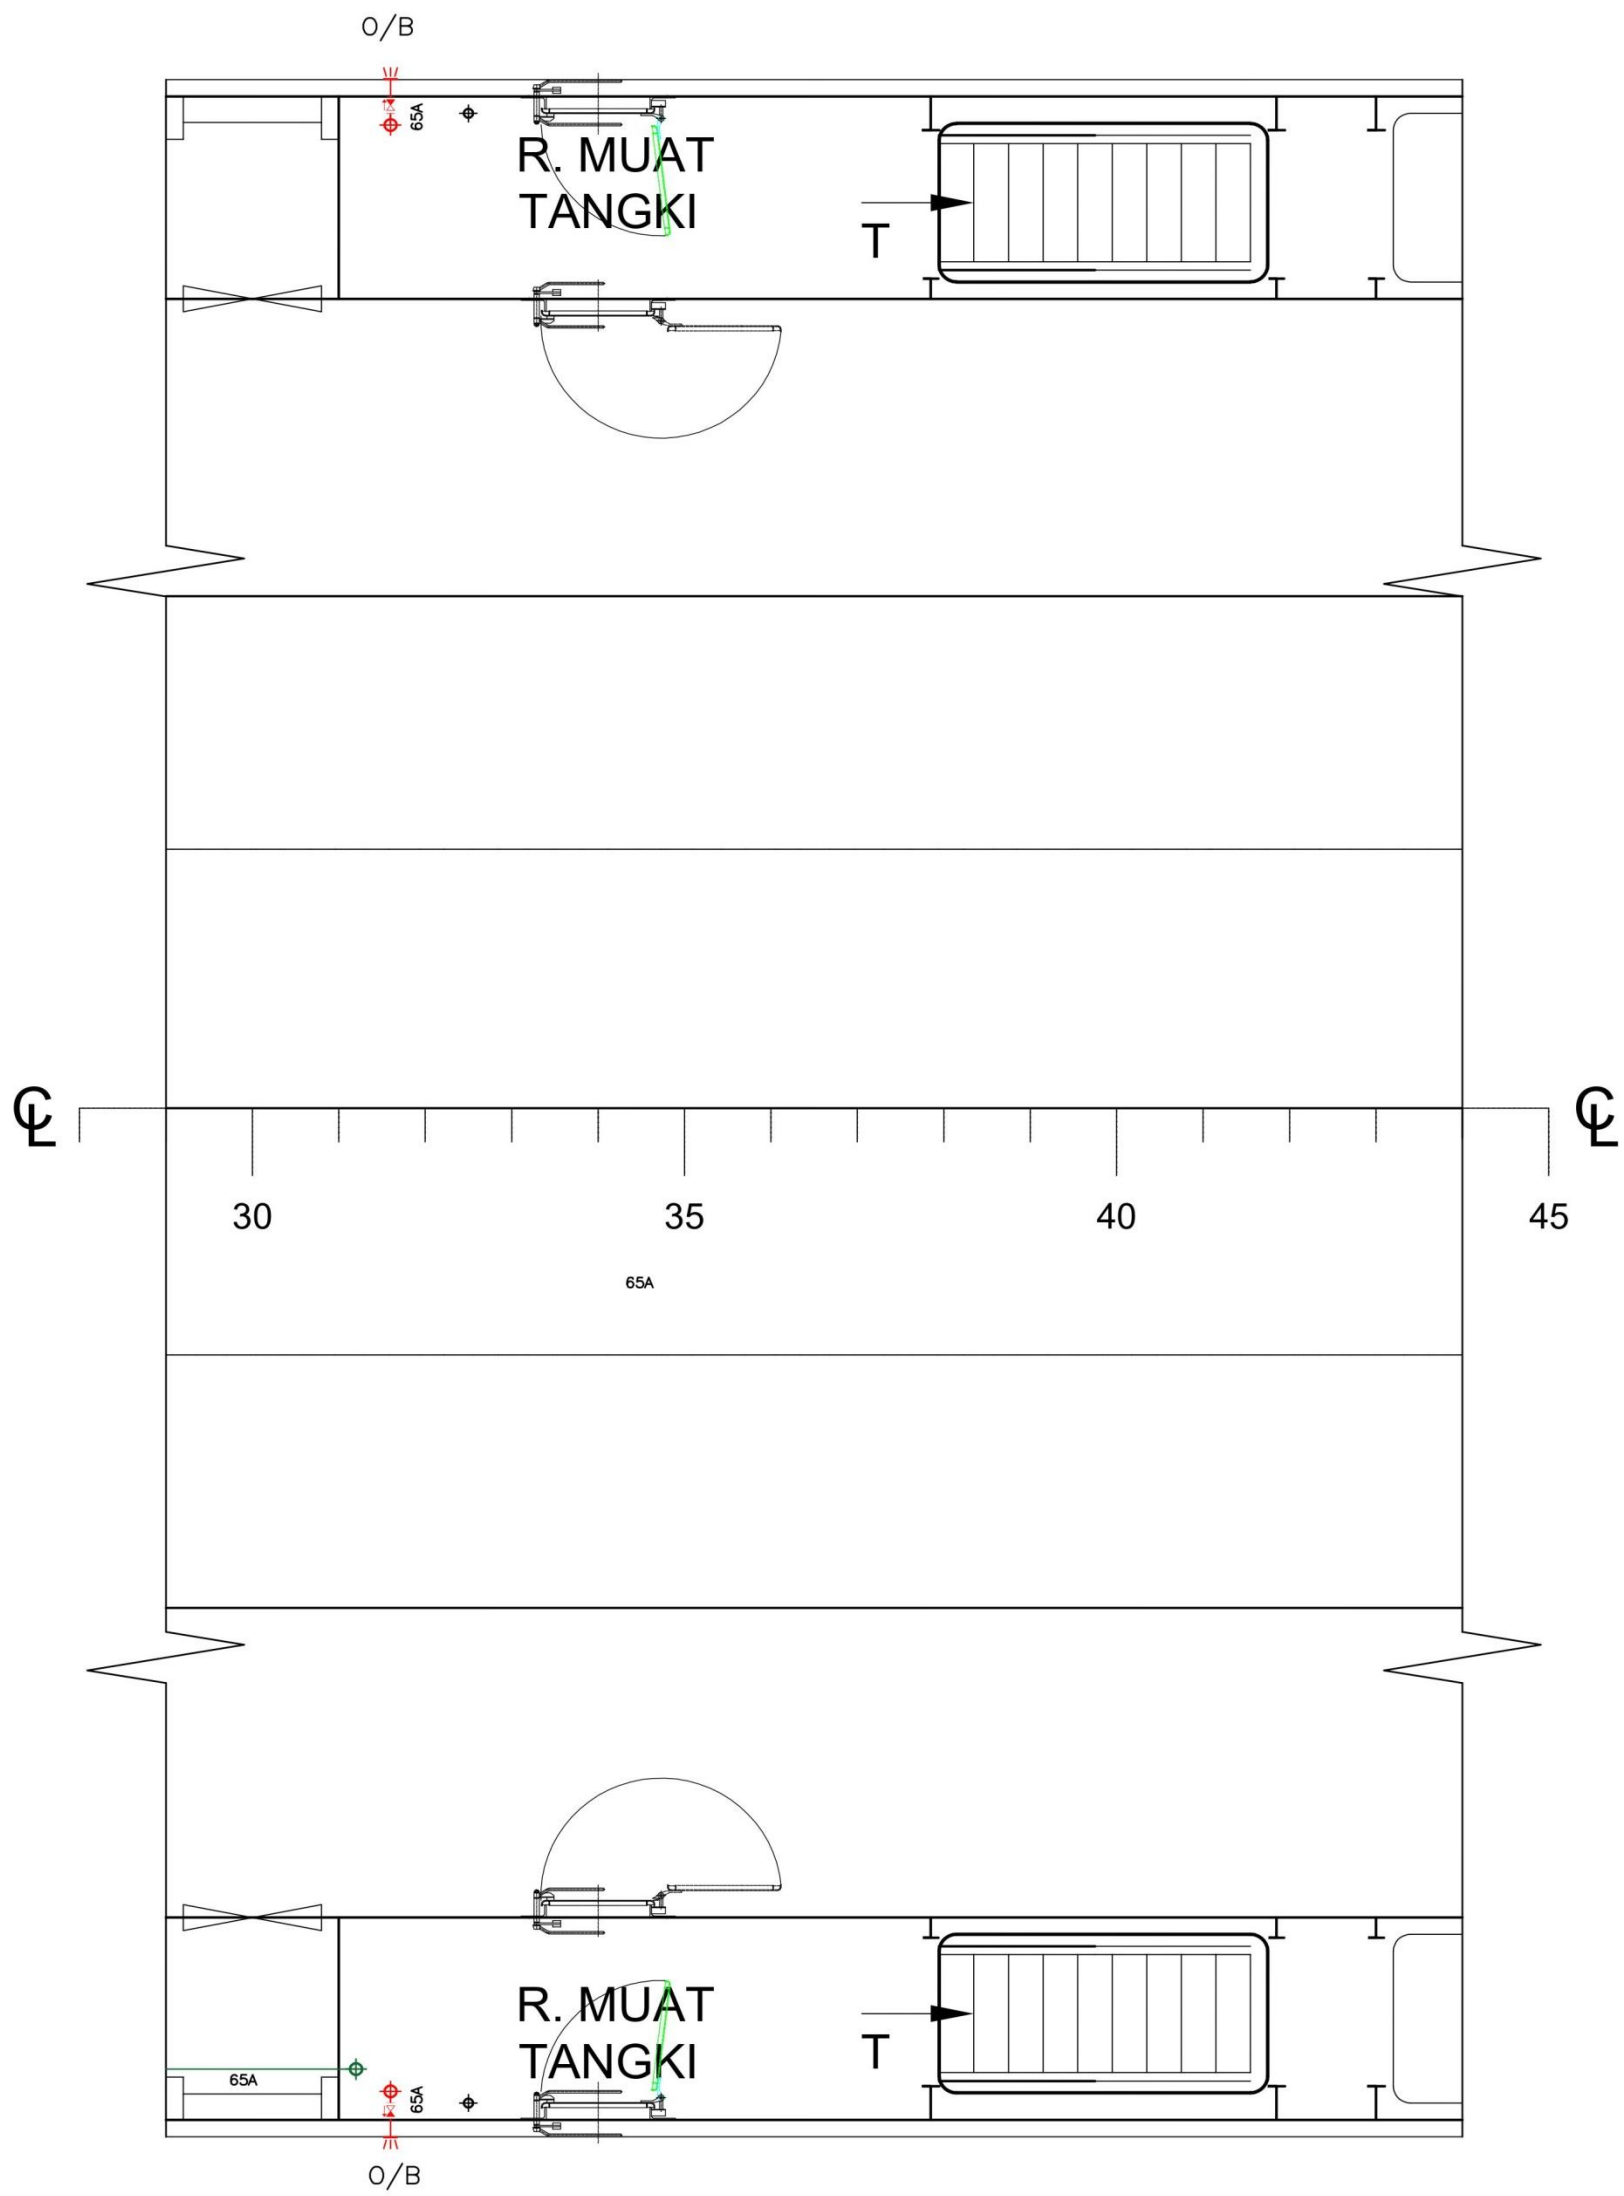 O/B
65A
R. MUAT
TANGKI
T
℄ ℄
30 35 40 45
65A
R. MUAT
TANGKI
T
65A
65A
O/B